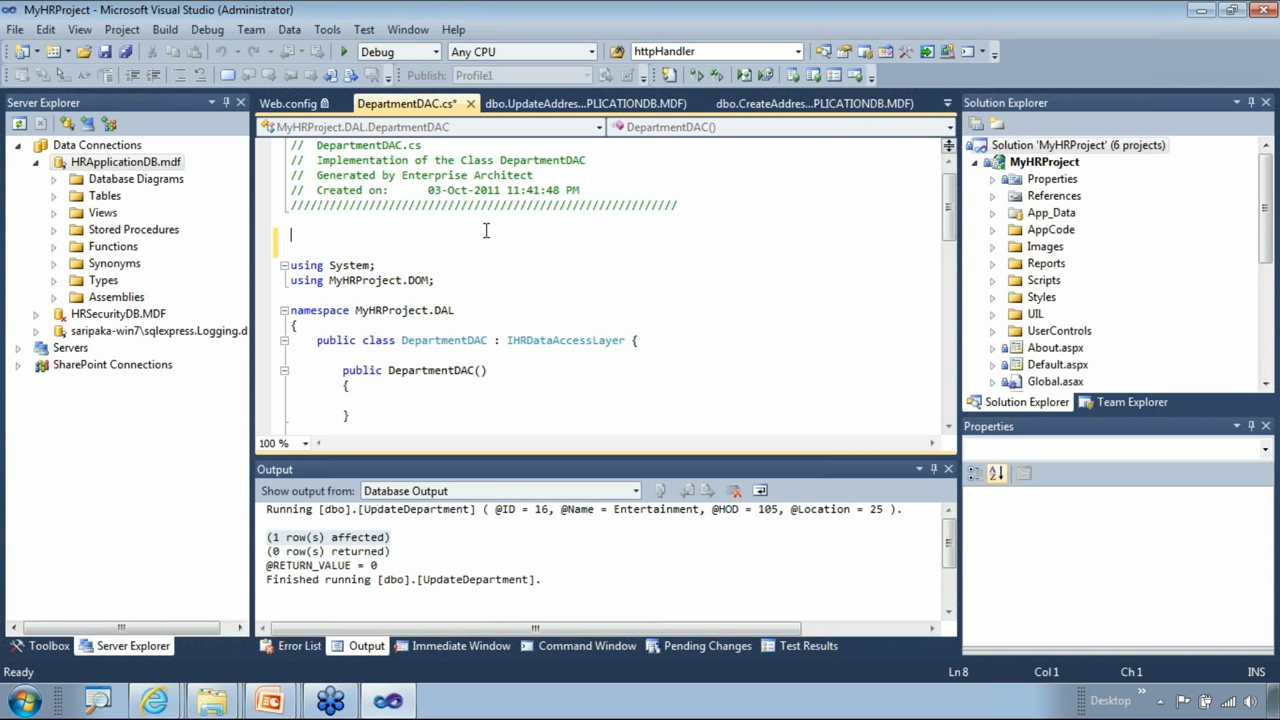 MyHRProject - Microsoft Visual Studio (Administrator)
File Edit View Project Build Debug Team Data Tools Test Window Help
Debug Any CPU httpHandler
Publish: Profile1
Server Explorer
Data Connections
HRApplicationDB.mdf
Database Diagrams
Tables
Views
Stored Procedures
Functions
Synonyms
Types
Assemblies
HRSecurityDB.MDF
saripaka-win7\sqlexpress.Logging.d
Servers
SharePoint Connections
Toolbox Server Explorer
Web.config DepartmentDAC.cs* dbo.UpdateAddres...PLICATIONDB.MDF) dbo.CreateAddres...PLICATIONDB.MDF)
MyHRProject.DAL.DepartmentDAC DepartmentDAC()
// DepartmentDAC.cs
// Implementation of the Class DepartmentDAC
// Generated by Enterprise Architect
// Created on: 03-Oct-2011 11:41:48 PM
///////////////////////////////////////////////////////////
using System;
using MyHRProject.DOM;
namespace MyHRProject.DAL
{
public class DepartmentDAC : IHRDataAccessLayer {
public DepartmentDAC()
{
}
100 %
Output
Show output from: Database Output
Running [dbo].[UpdateDepartment] ( @ID = 16, @Name = Entertainment, @HOD = 105, @Location = 25 ).
(1 row(s) affected)
(0 row(s) returned)
@RETURN_VALUE = 0
Finished running [dbo].[UpdateDepartment].
Error List Output Immediate Window Command Window Pending Changes Test Results
Solution Explorer
Solution 'MyHRProject' (6 projects)
MyHRProject
Properties
References
App_Data
AppCode
Images
Reports
Scripts
Styles
UIL
UserControls
About.aspx
Default.aspx
Global.asax
Solution Explorer Team Explorer
Properties
Ready Ln 8 Col 1 Ch 1 INS
Desktop